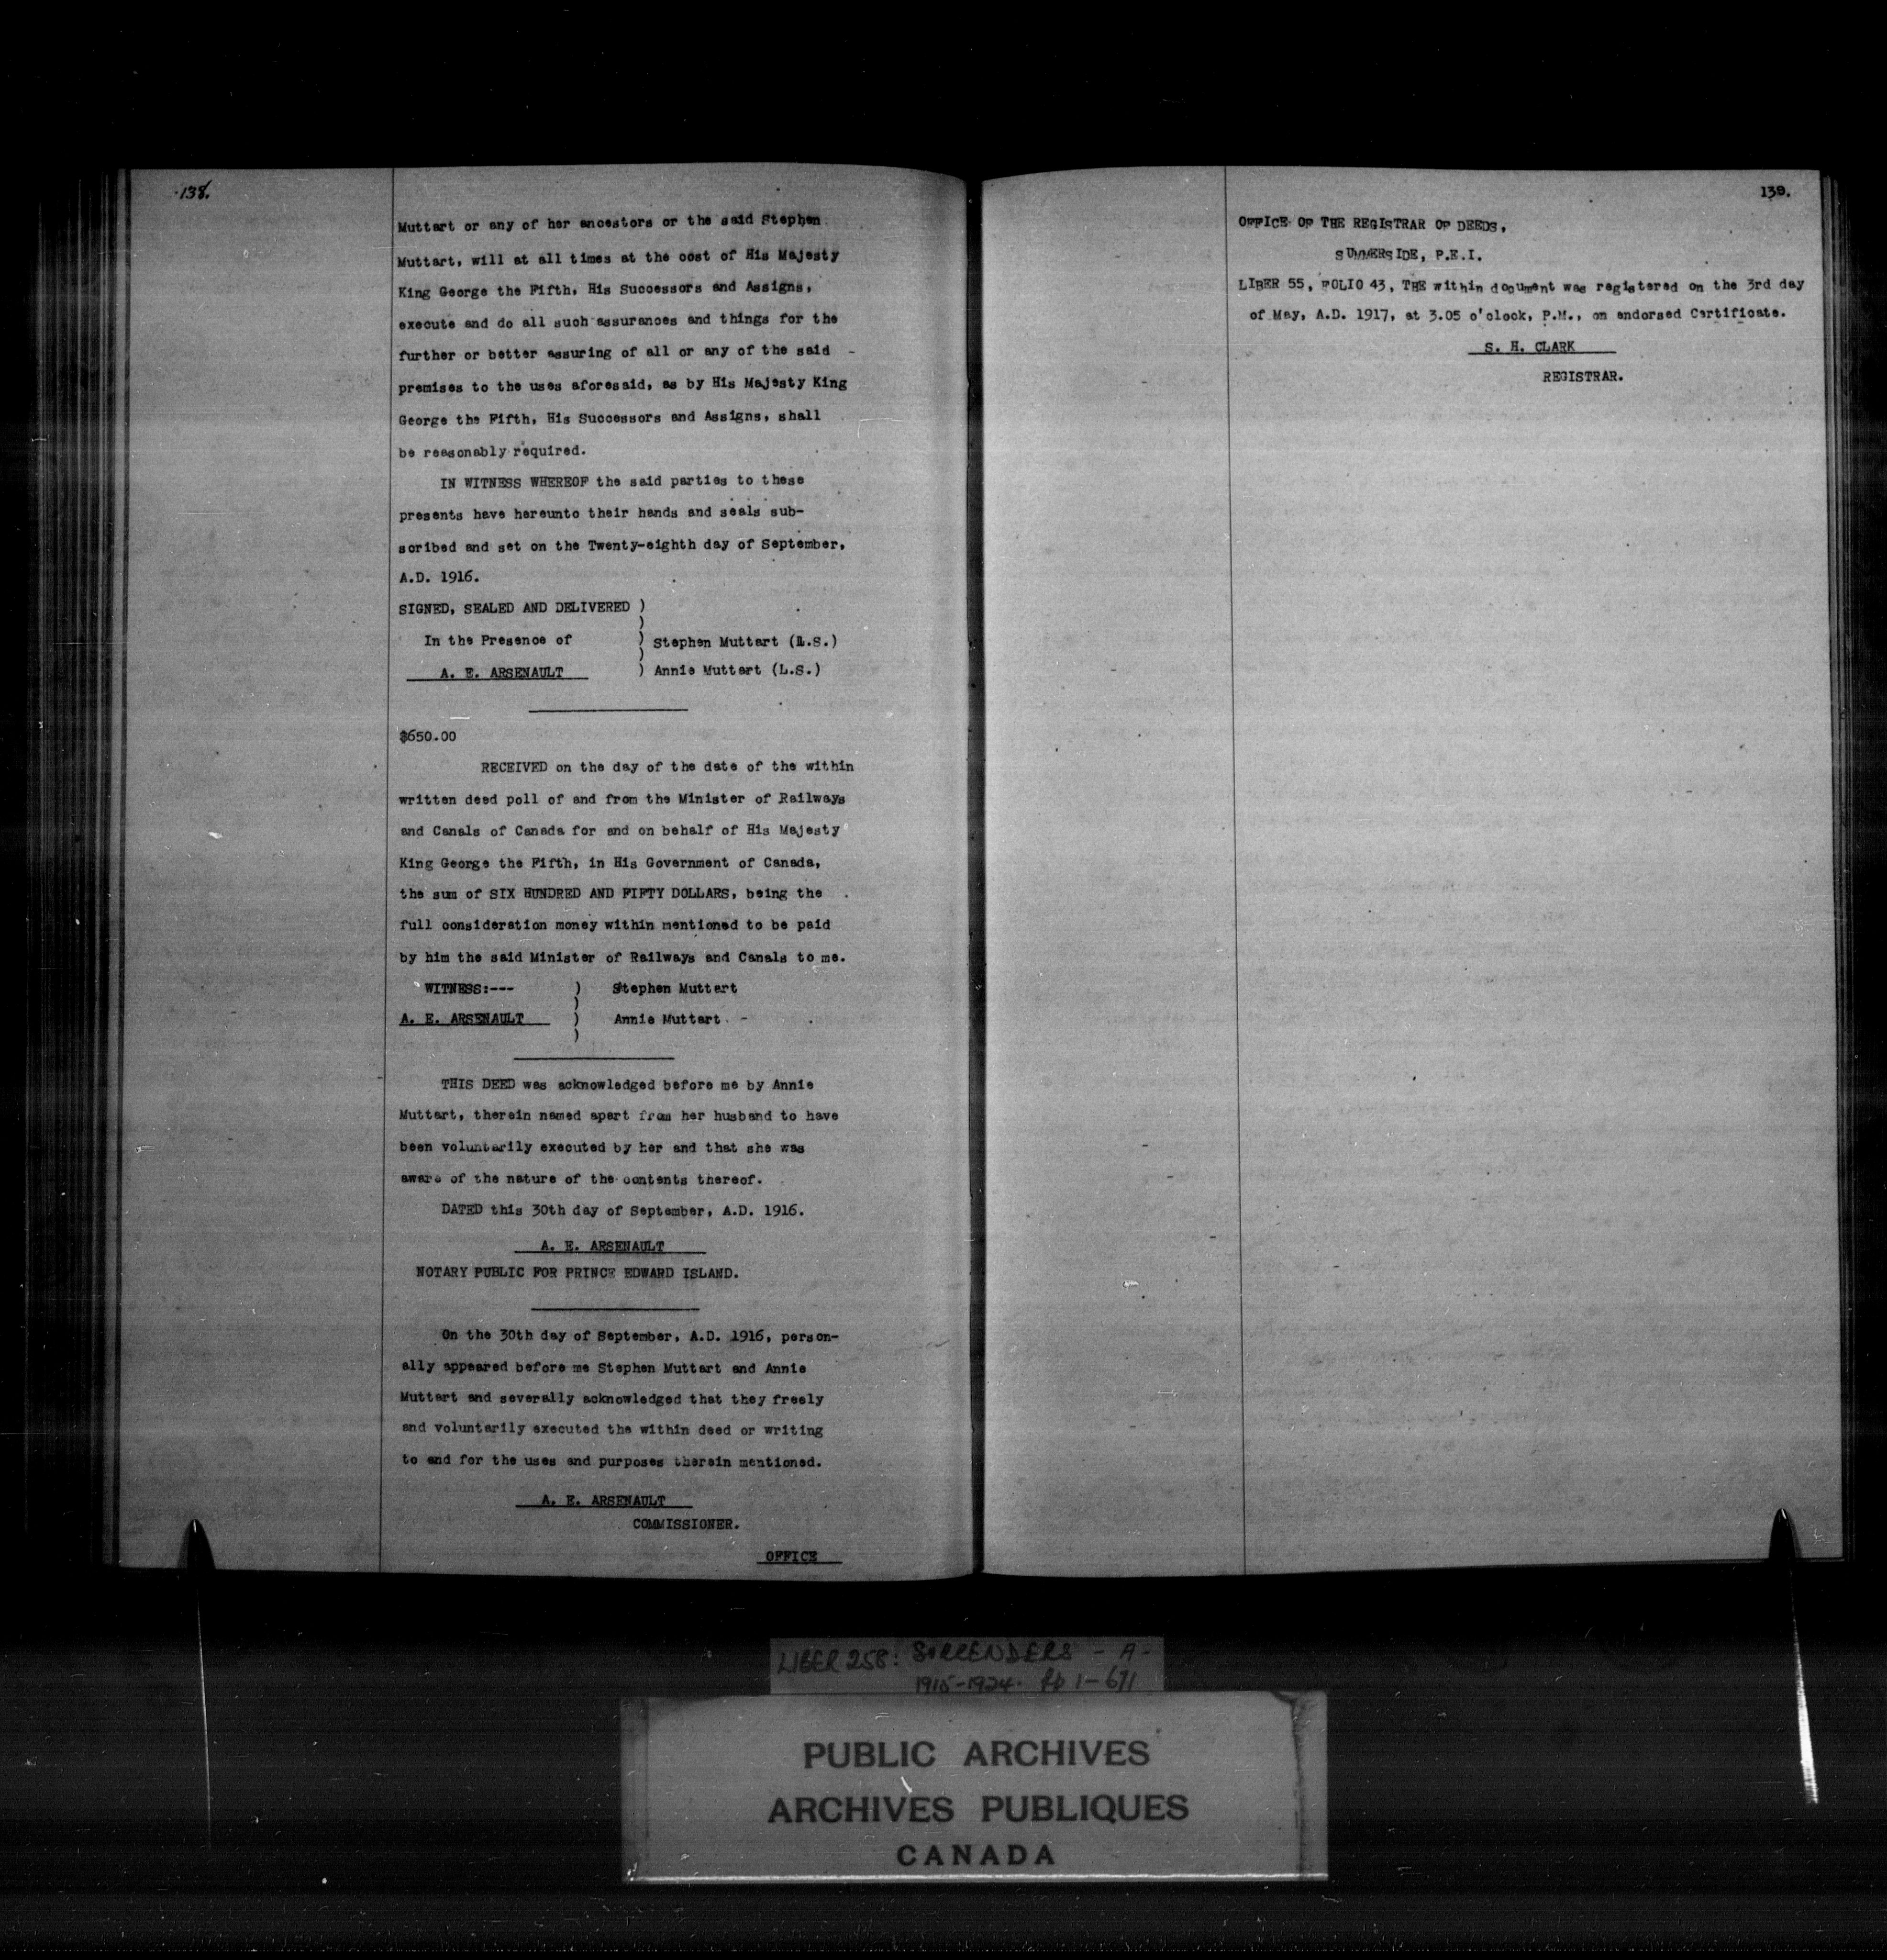 138.
Muttart or any of her ancestors or the said Stephen
Muttart, will at all times at the cost of His Majesty
King George the Fifth, His Successors and Assigns,
execute and do all such assurances and things for the
further or better assuring of all or any of the said
premises to the uses aforesaid, as by His Majesty King
George the Fifth, His Successors and Assigns, shall
be reasonably required.
IN WITNESS WHEREOF the said parties to these
presents have hereunto their hands and seals sub-
scribed and set on the Twenty-eighth day of September,
A.D. 1916.
SIGNED, SEALED AND DELIVERED )
)
In the Presence of ) Stephen Muttart (L.S.)
)
A. E. ARSENAULT ) Annie Muttart (L.S.)
$650.00
RECEIVED on the day of the date of the within
written deed poll of and from the Minister of Railways
and Canals of Canada for and on behalf of His Majesty
King George the Fifth, in His Government of Canada,
the sum of SIX HUNDRED AND FIFTY DOLLARS, being the
full consideration money within mentioned to be paid
by him the said Minister of Railways and Canals to me.
WITNESS:--- ) Stephen Muttart
)
A. E. ARSENAULT ) Annie Muttart
)
THIS DEED was acknowledged before me by Annie
Muttart, therein named apart from her husband to have
been voluntarily executed by her and that she was
aware of the nature of the contents thereof.
DATED this 30th day of September, A.D. 1916.
A. E. ARSENAULT
NOTARY PUBLIC FOR PRINCE EDWARD ISLAND.
On the 30th day of September, A.D. 1916, person-
ally appeared before me Stephen Muttart and Annie
Muttart and severally acknowledged that they freely
and voluntarily executed the within deed or writing
to and for the uses and purposes therein mentioned.
A. E. ARSENAULT
COMMISSIONER.
OFFICE
139.
OFFICE OF THE REGISTRAR OF DEEDS,
SUMMERSIDE, P.E.I.
LIBER 55, FOLIO 43, THE within document was registered on the 3rd day
of May, A.D. 1917, at 3.05 o'clock, P.M., on endorsed Certificate.
S. H. CLARK
REGISTRAR.
LIBER 258: SURRENDERS - A -
1915-1924. pp 1-671
PUBLIC ARCHIVES
ARCHIVES PUBLIQUES
CANADA